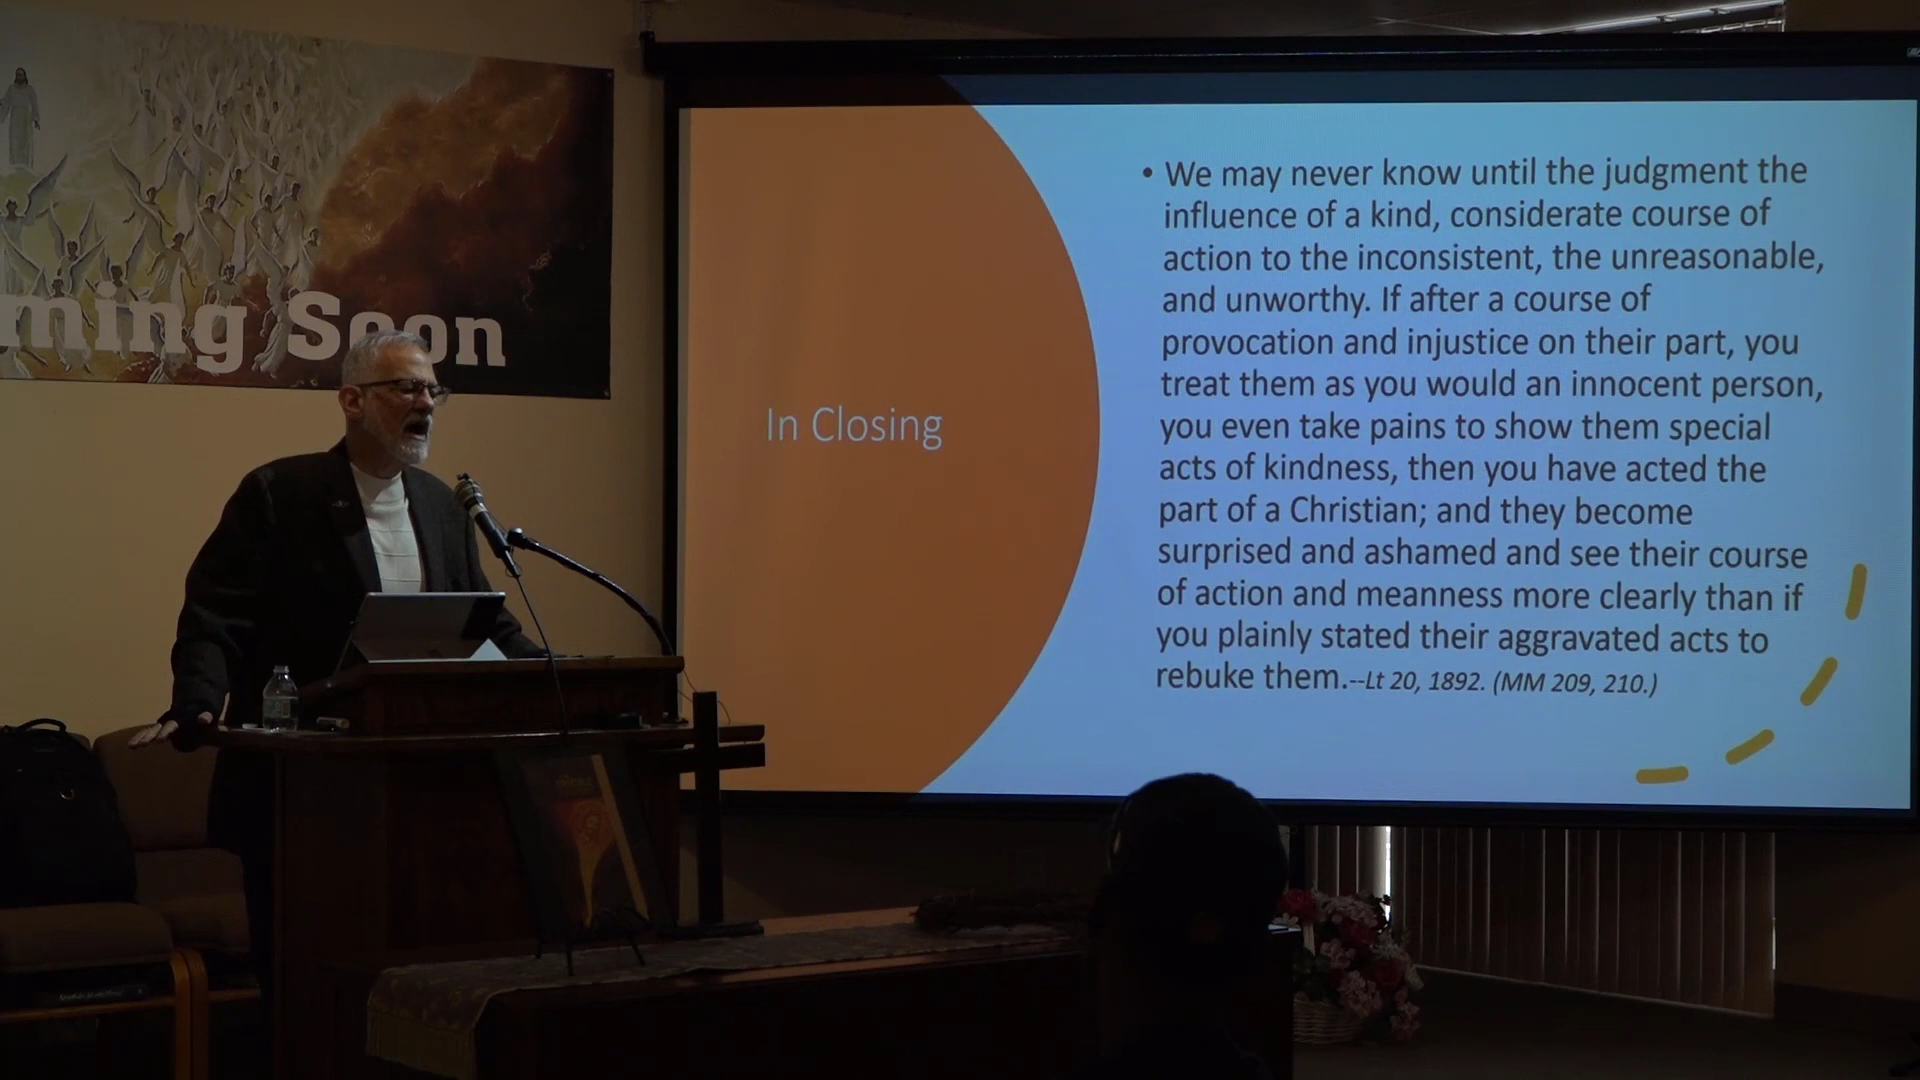 ming Soon
In Closing
• We may never know until the judgment the
influence of a kind, considerate course of
action to the inconsistent, the unreasonable,
and unworthy. If after a course of
provocation and injustice on their part, you
treat them as you would an innocent person,
you even take pains to show them special
acts of kindness, then you have acted the
part of a Christian; and they become
surprised and ashamed and see their course
of action and meanness more clearly than if
you plainly stated their aggravated acts to
rebuke them.--Lt 20, 1892. (MM 209, 210.)